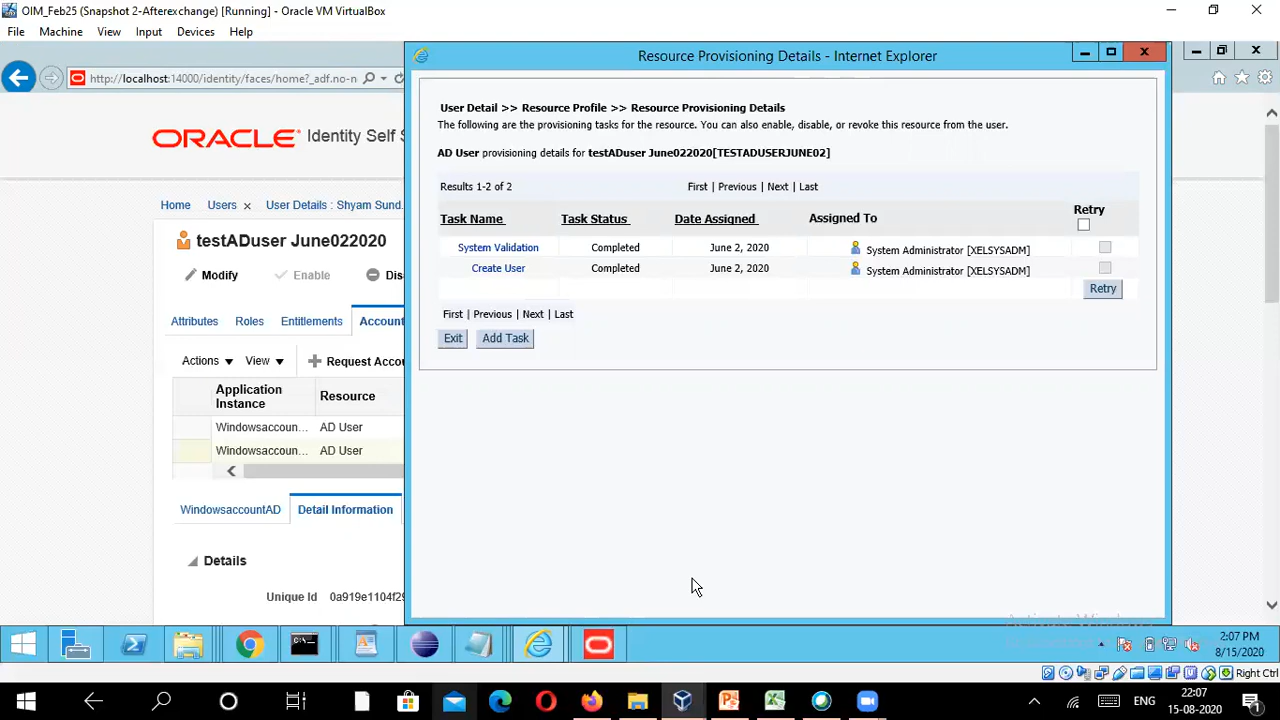 OIM_Feb25 (Snapshot 2-Afterexchange) [Running] - Oracle VM VirtualBox
File Machine View Input Devices Help
Resource Provisioning Details - Internet Explorer
http://localhost:14000/identity/faces/home?_adf.no-n
ORACLE Identity Self S
Home Users × User Details : Shyam Sund.
testADuser June022020
Modify Enable Dis
Attributes Roles Entitlements Accoun
Actions View Request Accou
Application Instance Resource
Windowsaccoun... AD User
Windowsaccoun... AD User
WindowsaccountAD Detail Information
Details
Unique Id 0a919e1104f29
User Detail >> Resource Profile >> Resource Provisioning Details
The following are the provisioning tasks for the resource. You can also enable, disable, or revoke this resource from the user.
AD User provisioning details for testADuser June022020[TESTADUSERJUNE02]
Results 1-2 of 2 First | Previous | Next | Last
Task Name Task Status Date Assigned Assigned To Retry
System Validation Completed June 2, 2020 System Administrator [XELSYSADM]
Create User Completed June 2, 2020 System Administrator [XELSYSADM]
Retry
First | Previous | Next | Last
Exit Add Task
Activate Windows
2:07 PM
8/15/2020
Right Ctrl
ENG
22:07
15-08-2020